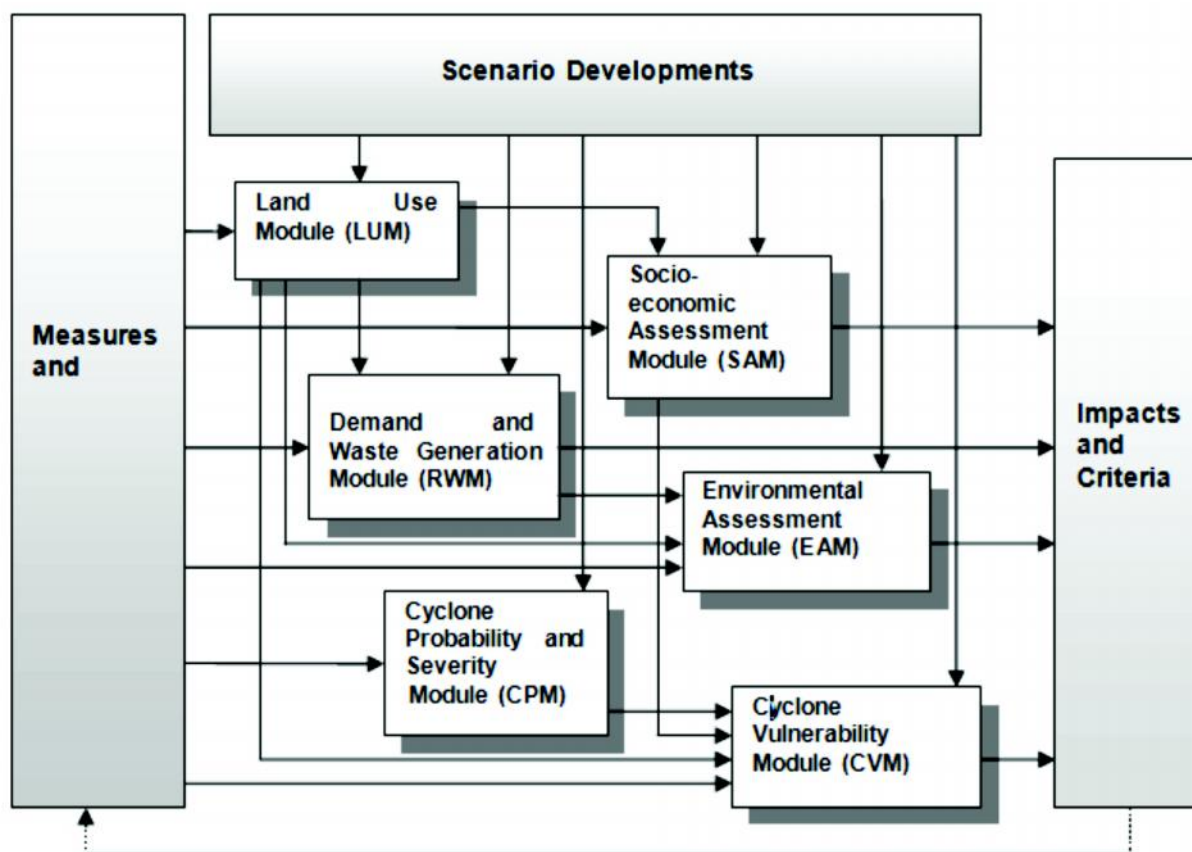 Scenario Developments
Land Use
Module (LUM)
Socio-
economic
Assessment
Module (SAM)
Measures
and
Demand and
Waste Generation
Module (RWM)
Impacts
and
Criteria
Environmental
Assessment
Module (EAM)
Cyclone
Probability and
Severity
Module (CPM)
Cyclone
Vulnerability
Module (CVM)